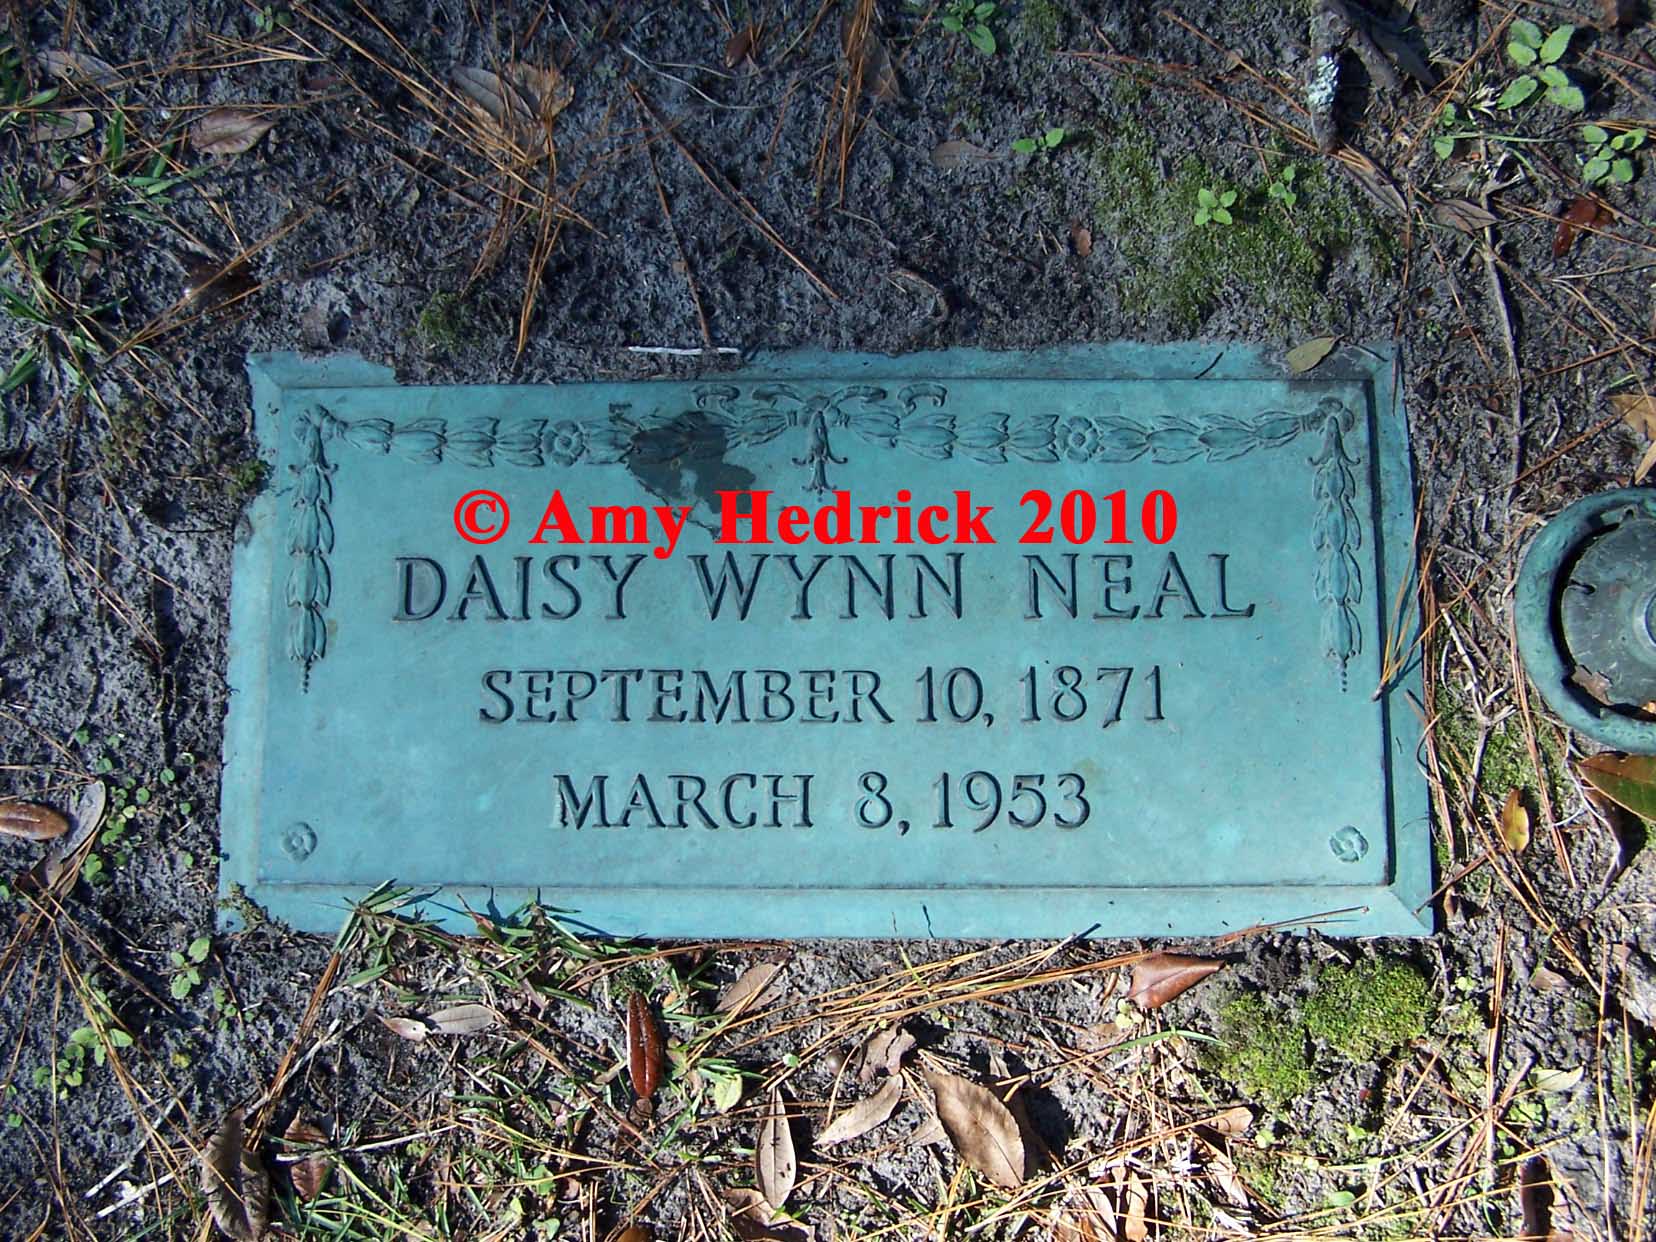 © Amy Hedrick 2010
DAISY WYNN NEAL
SEPTEMBER 10, 1871
MARCH 8, 1953